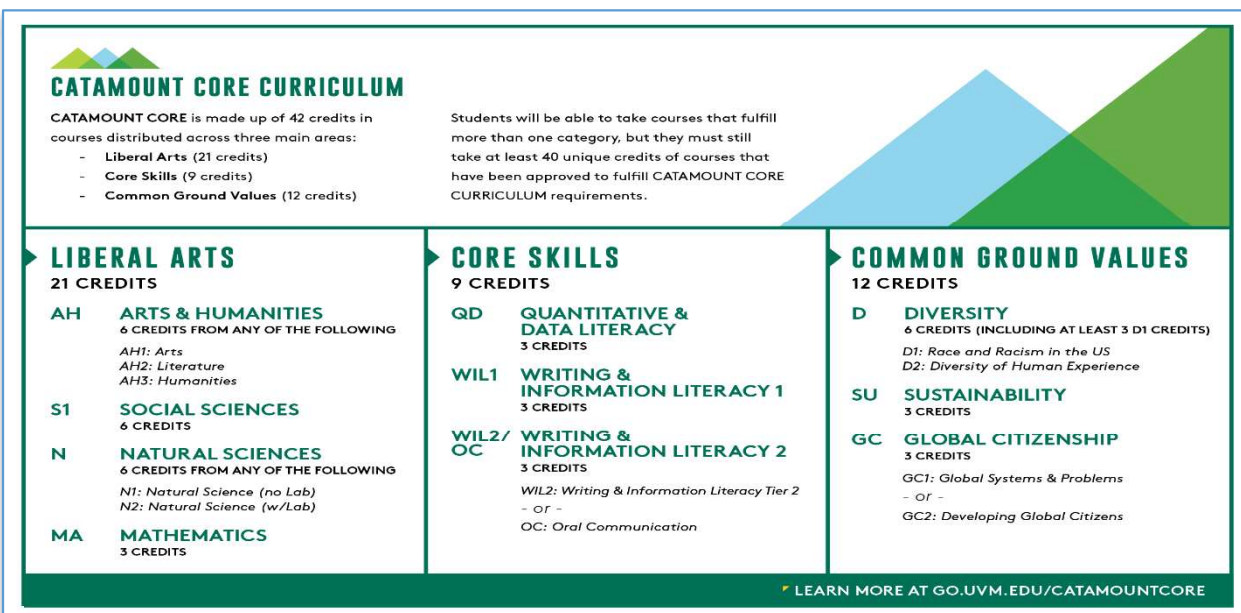 CATAMOUNT CORE CURRICULUM
CATAMOUNT CORE is made up of 42 credits in
courses distributed across three main areas:
- Liberal Arts (21 credits)
- Core Skills (9 credits)
- Common Ground Values (12 credits)
Students will be able to take courses that fulfill
more than one category, but they must still
take at least 40 unique credits of courses that
have been approved to fulfill CATAMOUNT CORE
CURRICULUM requirements.
LIBERAL ARTS
21 CREDITS
AH ARTS & HUMANITIES
6 CREDITS FROM ANY OF THE FOLLOWING
AH1: Arts
AH2: Literature
AH3: Humanities
S1 SOCIAL SCIENCES
6 CREDITS
N NATURAL SCIENCES
6 CREDITS FROM ANY OF THE FOLLOWING
N1: Natural Science (no Lab)
N2: Natural Science (w/Lab)
MA MATHEMATICS
3 CREDITS
CORE SKILLS
9 CREDITS
QD QUANTITATIVE &
DATA LITERACY
3 CREDITS
WIL1 WRITING &
INFORMATION LITERACY 1
3 CREDITS
WIL2/ WRITING &
OC INFORMATION LITERACY 2
3 CREDITS
WIL2: Writing & Information Literacy Tier 2
- or -
OC: Oral Communication
COMMON GROUND VALUES
12 CREDITS
D DIVERSITY
6 CREDITS (INCLUDING AT LEAST 3 D1 CREDITS)
D1: Race and Racism in the US
D2: Diversity of Human Experience
SU SUSTAINABILITY
3 CREDITS
GC GLOBAL CITIZENSHIP
3 CREDITS
GC1: Global Systems & Problems
- or -
GC2: Developing Global Citizens
LEARN MORE AT GO.UVM.EDU/CATAMOUNTCORE